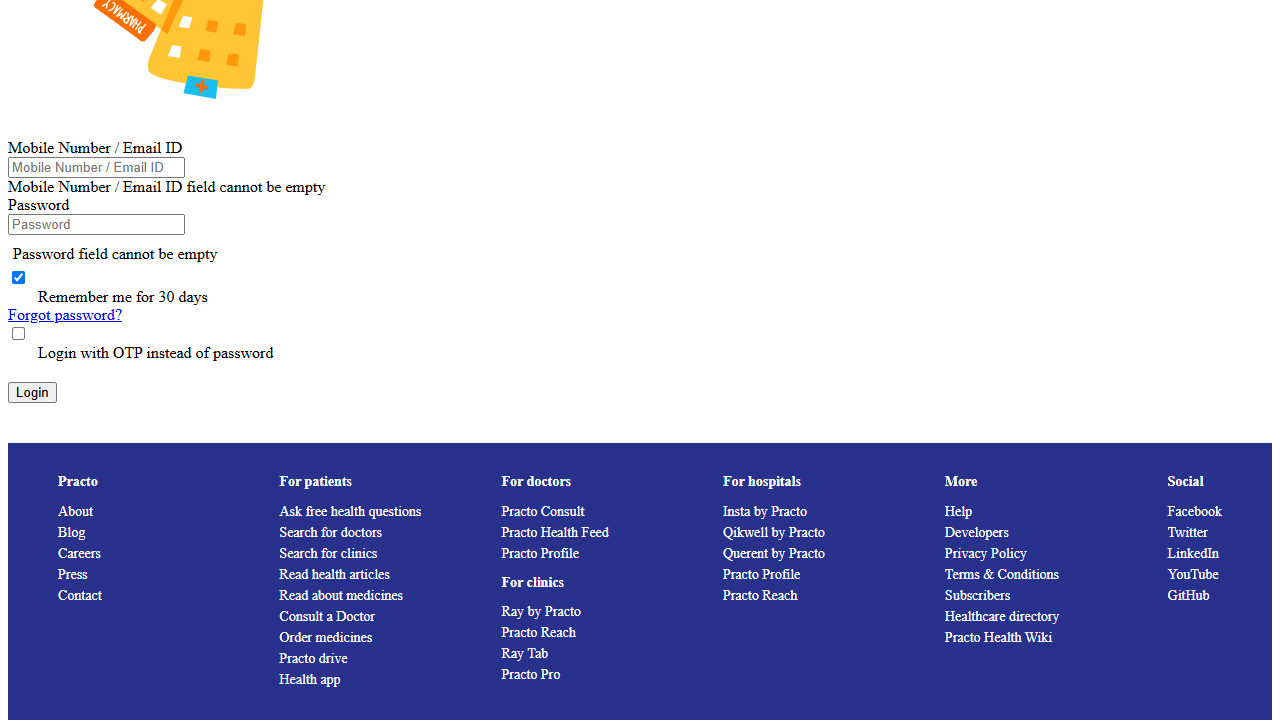 PHARMACY
Mobile Number / Email ID
Mobile Number / Email ID
Mobile Number / Email ID field cannot be empty
Password
Password
Password field cannot be empty
Remember me for 30 days
Forgot password?
Login with OTP instead of password
Login
Practo
About
Blog
Careers
Press
Contact
For patients
Ask free health questions
Search for doctors
Search for clinics
Read health articles
Read about medicines
Consult a Doctor
Order medicines
Practo drive
Health app
For doctors
Practo Consult
Practo Health Feed
Practo Profile
For clinics
Ray by Practo
Practo Reach
Ray Tab
Practo Pro
For hospitals
Insta by Practo
Qikwell by Practo
Querent by Practo
Practo Profile
Practo Reach
More
Help
Developers
Privacy Policy
Terms & Conditions
Subscribers
Healthcare directory
Practo Health Wiki
Social
Facebook
Twitter
LinkedIn
YouTube
GitHub